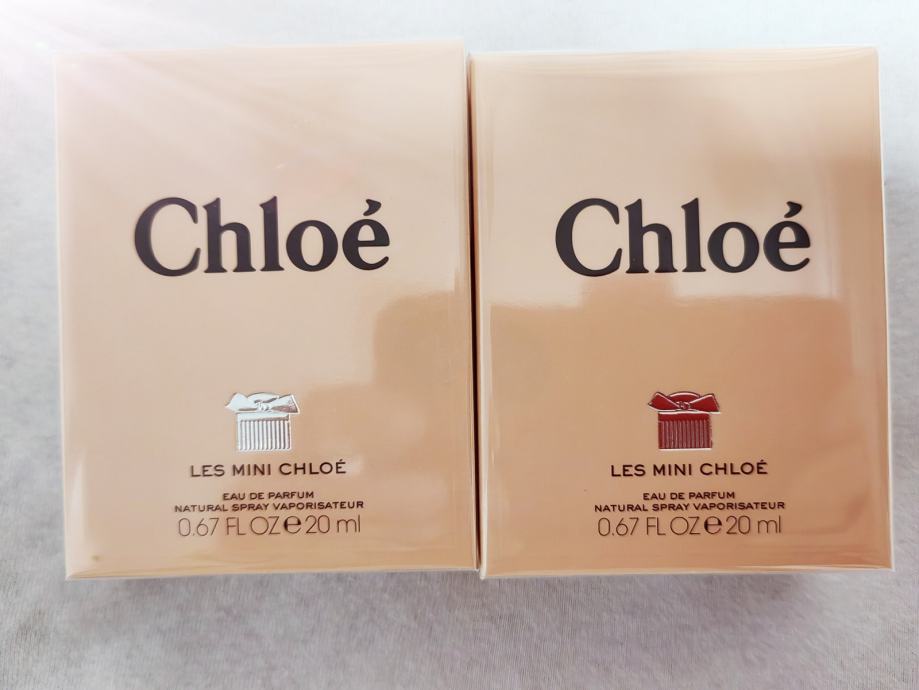 Chloé
LES MINI CHLOÉ
EAU DE PARFUM
NATURAL SPRAY VAPORISATEUR
0.67 FL OZ ℮ 20 ml
Chloé
LES MINI CHLOÉ
EAU DE PARFUM
NATURAL SPRAY VAPORISATEUR
0.67 FL OZ ℮ 20 ml